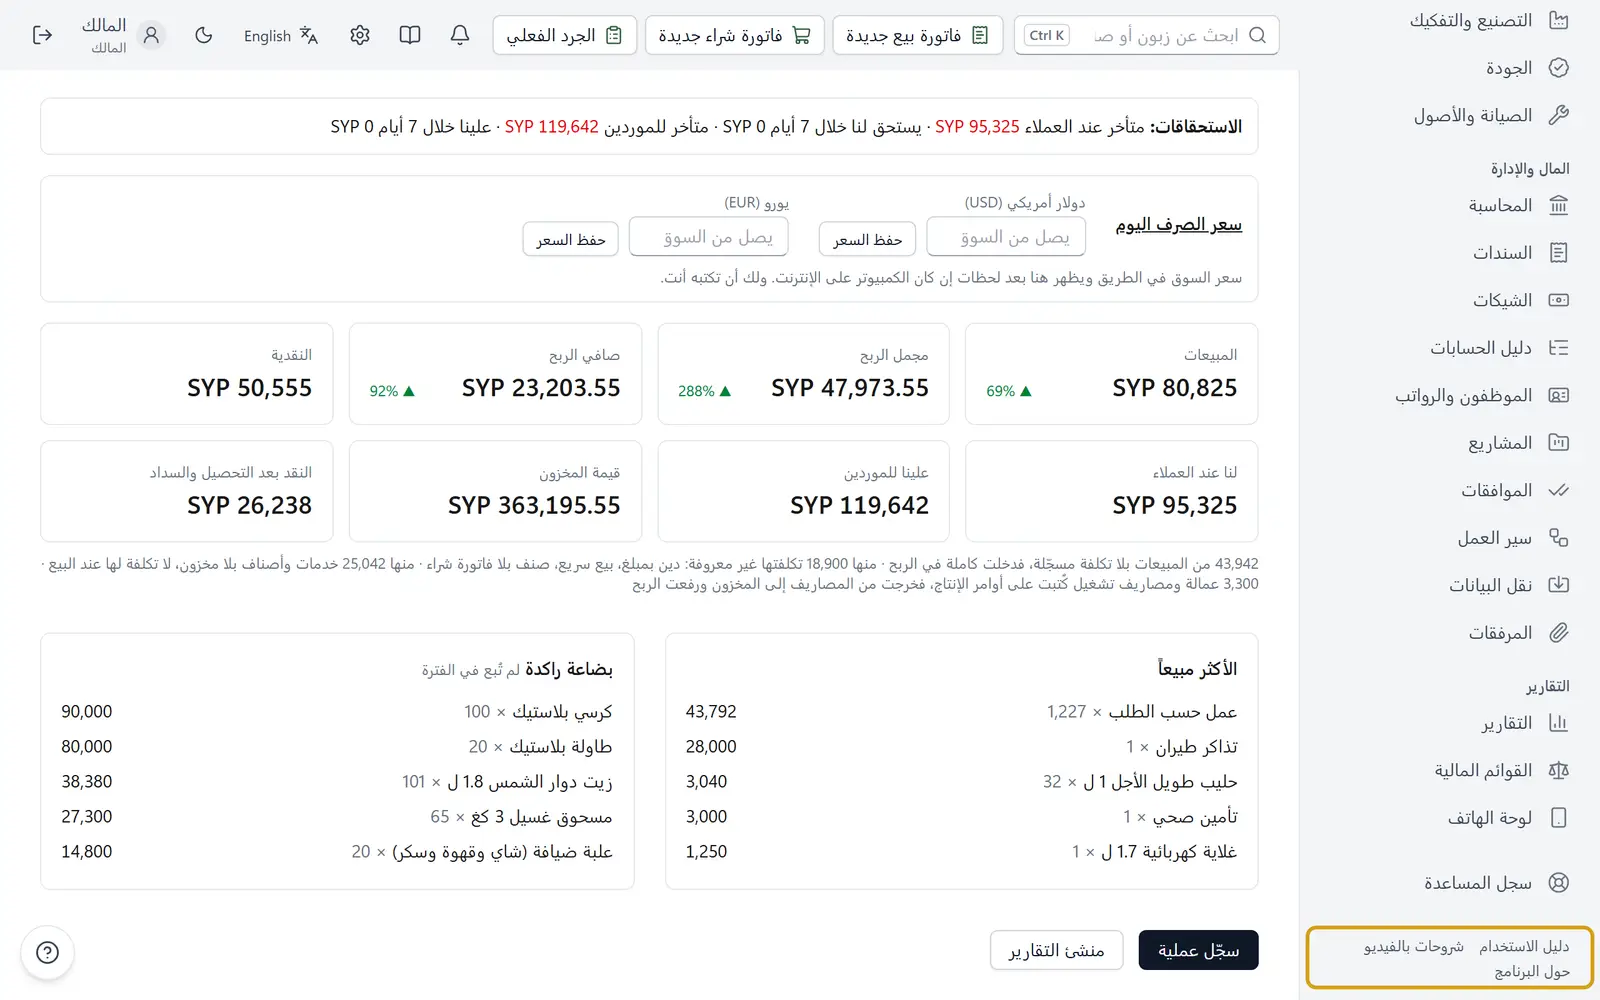 التصنيع والتفكيك
الجودة
الصيانة والأصول
المال والإدارة
المحاسبة
السندات
الشيكات
دليل الحسابات
الموظفون والرواتب
المشاريع
الموافقات
سير العمل
نقل البيانات
المرفقات
التقارير
التقارير
القوائم المالية
لوحة الهاتف
سجل المساعدة
دليل الاستخدام شروحات بالفيديو
حول البرنامج
ابحث عن زبون أو صـ Ctrl K
فاتورة بيع جديدة
فاتورة شراء جديدة
الجرد الفعلي
English
المالك
المالك
الاستحقاقات: متأخر عند العملاء SYP 95,325 · يستحق لنا خلال 7 أيام SYP 0 · متأخر للموردين SYP 119,642 · علينا خلال 7 أيام SYP 0
سعر الصرف اليوم
دولار أمريكي (USD)
يصل من السوق
حفظ السعر
يورو (EUR)
يصل من السوق
حفظ السعر
سعر السوق في الطريق ويظهر هنا بعد لحظات إن كان الكمبيوتر على الإنترنت. ولك أن تكتبه أنت.
المبيعات
SYP 80,825
69% ▲
مجمل الربح
SYP 47,973.55
288% ▲
صافي الربح
SYP 23,203.55
92% ▲
النقدية
SYP 50,555
لنا عند العملاء
SYP 95,325
علينا للموردين
SYP 119,642
قيمة المخزون
SYP 363,195.55
النقد بعد التحصيل والسداد
SYP 26,238
43,942 من المبيعات بلا تكلفة مسجّلة، فدخلت كاملة في الربح · منها 18,900 تكلفتها غير معروفة: دين بمبلغ، بيع سريع، صنف بلا فاتورة شراء · منها 25,042 خدمات وأصناف بلا مخزون، لا تكلفة لها عند البيع ·
3,300 عمالة ومصاريف تشغيل كُتبت على أوامر الإنتاج، فخرجت من المصاريف إلى المخزون ورفعت الربح
الأكثر مبيعاً
عمل حسب الطلب × 1,227 43,792
تذاكر طيران × 1 28,000
حليب طويل الأجل 1 ل × 32 3,040
تأمين صحي × 1 3,000
غلاية كهربائية 1.7 ل × 1 1,250
بضاعة راكدة لم تُبع في الفترة
كرسي بلاستيك × 100 90,000
طاولة بلاستيك × 20 80,000
زيت دوار الشمس 1.8 ل × 101 38,380
مسحوق غسيل 3 كغ × 65 27,300
علبة ضيافة (شاي وقهوة وسكر) × 20 14,800
سجّل عملية
منشئ التقارير